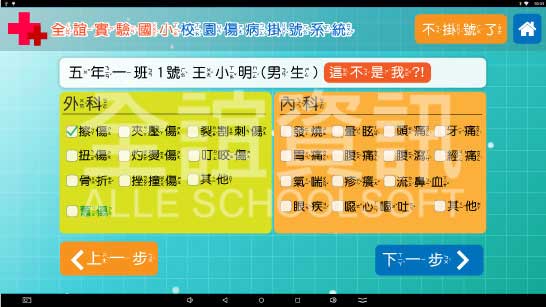 全誼實驗國小校園傷病掛號系統
不掛號了
五年一班1號王小明(男生) 這不是我?!
外科
擦傷 夾壓傷 裂割刺傷
扭傷 灼燙傷 叮咬傷
骨折 挫撞傷 其他
舊傷
內科
發燒 暈眩 頭痛 牙痛
胃痛 腹痛 腹瀉 經痛
氣喘 疹癢 流鼻血
眼疾 噁心嘔吐 其他
全誼資訊
ALLE SCHOOLSOFT
上一步
下一步